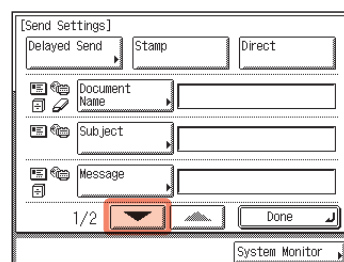 [Send Settings]
Delayed Send Stamp Direct
Document
Name
Subject
Message
1/2 Done
System Monitor